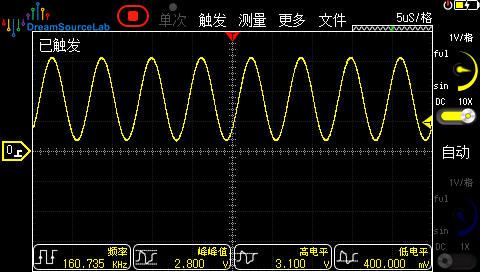 DreamSourceLab
单次 触发 测量 更多 文件
5uS/格
已触发
1V/格
ful
sin
DC 10X
0
自动
1V/格
ful
sin
DC 10X
频率
160.735 KHz
峰峰值
2.800 V
高电平
3.100 V
低电平
400.000 mV